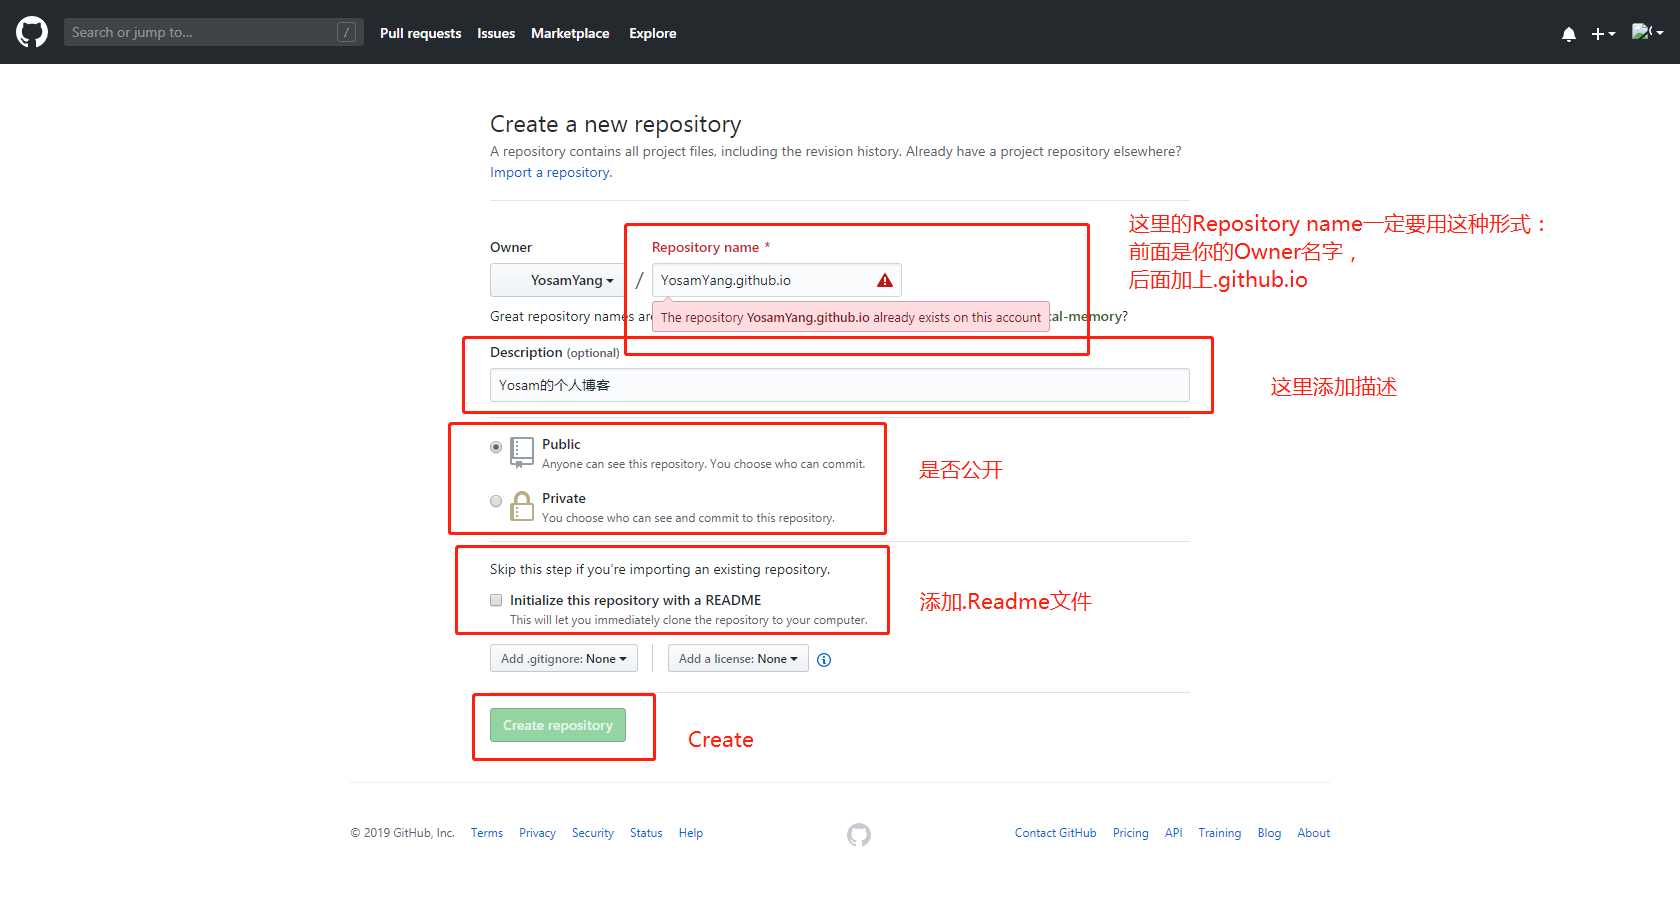 Search or jump to...
/
Pull requests
Issues
Marketplace
Explore
Create a new repository
A repository contains all project files, including the revision history. Already have a project repository elsewhere?
Import a repository.
这里的Repository name一定要用这种形式：
前面是你的Owner名字，
后面加上.github.io
Owner
Repository name *
YosamYang
/
YosamYang.github.io
The repository YosamYang.github.io already exists on this account
Great repository names
cal-memory?
Description (optional)
Yosam的个人博客
这里添加描述
Public
Anyone can see this repository. You choose who can commit.
是否公开
Private
You choose who can see and commit to this repository.
Skip this step if you’re importing an existing repository.
Initialize this repository with a README
This will let you immediately clone the repository to your computer.
添加.Readme文件
Add .gitignore: None
Add a license: None
Create repository
Create
© 2019 GitHub, Inc.
Terms
Privacy
Security
Status
Help
Contact GitHub
Pricing
API
Training
Blog
About